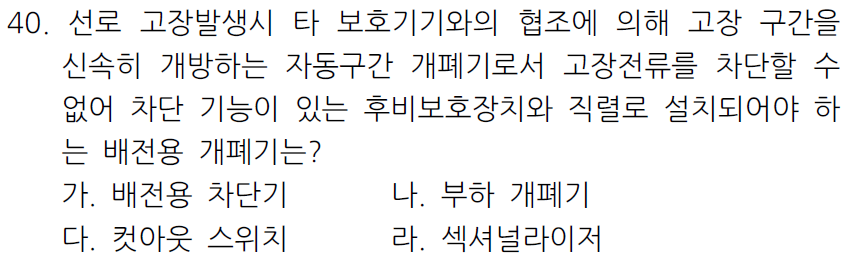 40. 선로 고장발생시 타 보호기기와의 협조에 의해 고장 구간을
신속히 개방하는 자동구간 개폐기로서 고장전류를 차단할 수
없어 차단 기능이 있는 후비보호장치와 직렬로 설치되어야 하
는 배전용 개폐기는?
가. 배전용 차단기 나. 부하 개폐기
다. 컷아웃 스위치 라. 섹셔널라이저